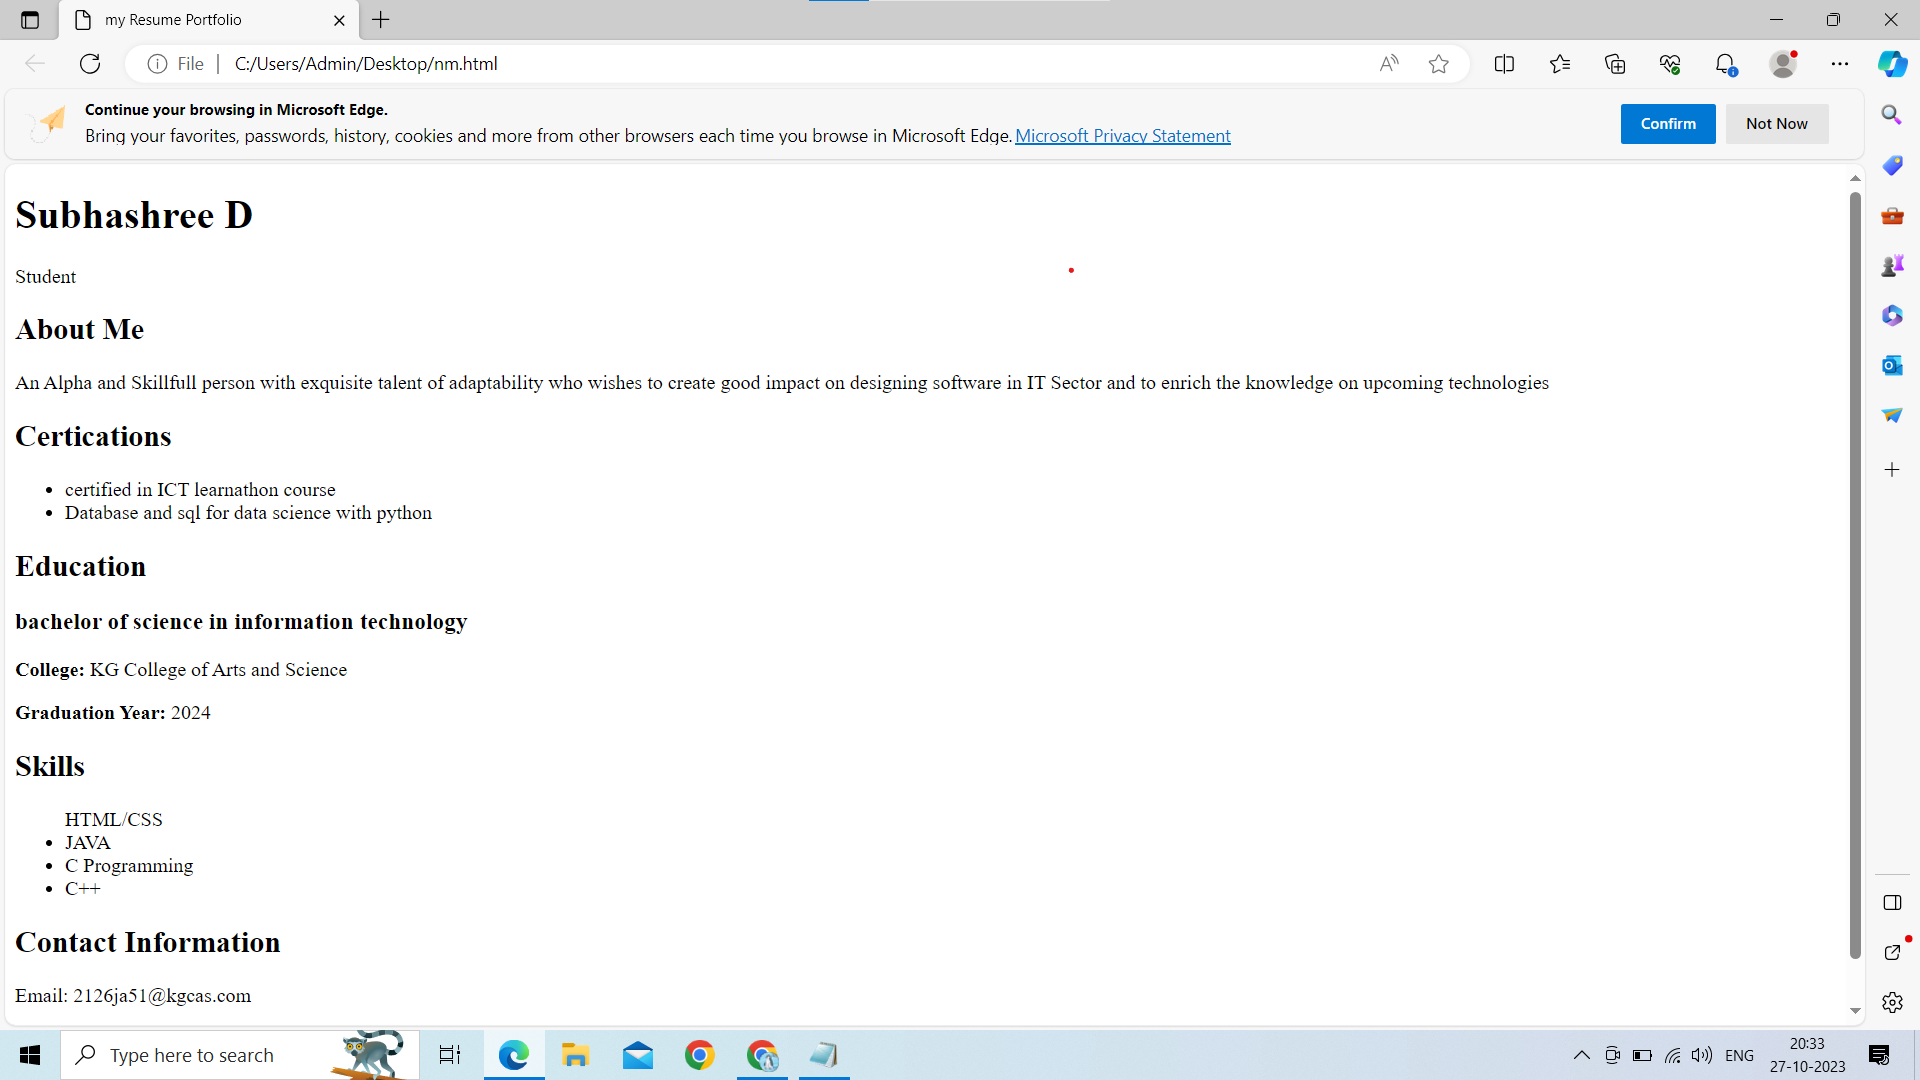 my Resume Portfolio
File
C:/Users/Admin/Desktop/nm.html
Continue your browsing in Microsoft Edge.
Bring your favorites, passwords, history, cookies and more from other browsers each time you browse in Microsoft Edge. Microsoft Privacy Statement
Confirm
Not Now
Subhashree D
Student
About Me
An Alpha and Skillfull person with exquisite talent of adaptability who wishes to create good impact on designing software in IT Sector and to enrich the knowledge on upcoming technologies
Certications
• certified in ICT learnathon course
• Database and sql for data science with python
Education
bachelor of science in information technology
College: KG College of Arts and Science
Graduation Year: 2024
Skills
HTML/CSS
• JAVA
• C Programming
• C++
Contact Information
Email: 2126ja51@kgcas.com
Type here to search
ENG
20:33
27-10-2023